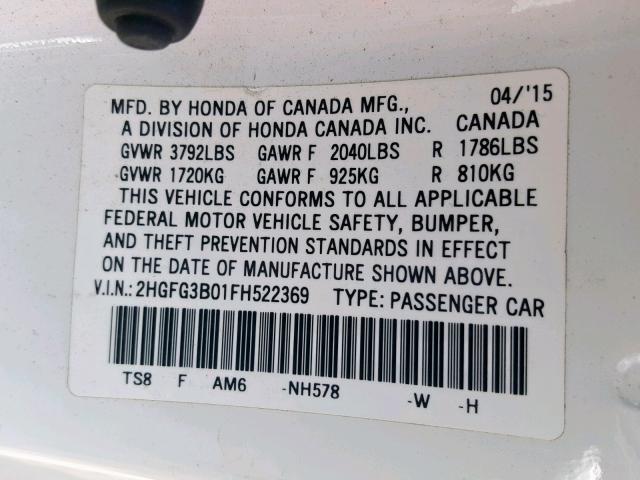 MFD. BY HONDA OF CANADA MFG., 04/'15
A DIVISION OF HONDA CANADA INC. CANADA
GVWR 3792LBS GAWR F 2040LBS R 1786LBS
GVWR 1720KG GAWR F 925KG R 810KG
THIS VEHICLE CONFORMS TO ALL APPLICABLE
FEDERAL MOTOR VEHICLE SAFETY, BUMPER,
AND THEFT PREVENTION STANDARDS IN EFFECT
ON THE DATE OF MANUFACTURE SHOWN ABOVE.
V.I.N.: 2HGFG3B01FH522369 TYPE: PASSENGER CAR
TS8 F AM6 -NH578 -W -H